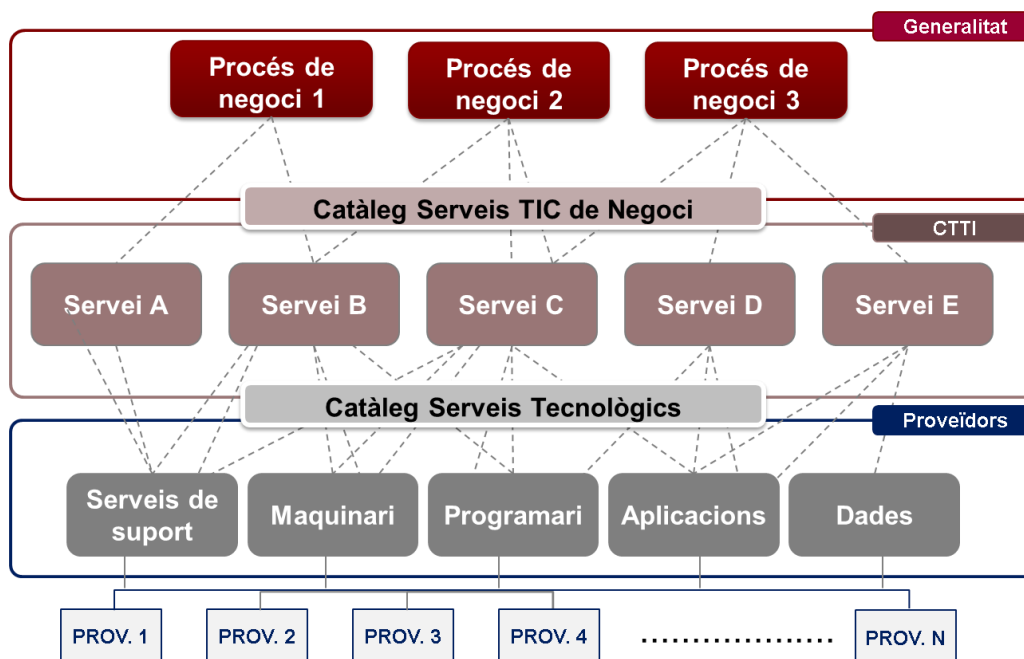 Generalitat
Procés de
negoci 1
Procés de
negoci 2
Procés de
negoci 3
Catàleg Serveis TIC de Negoci
CTTI
Servei A
Servei B
Servei C
Servei D
Servei E
Catàleg Serveis Tecnològics
Proveïdors
Serveis de
suport
Maquinari
Programari
Aplicacions
Dades
PROV. 1
PROV. 2
PROV. 3
PROV. 4
...................
PROV. N